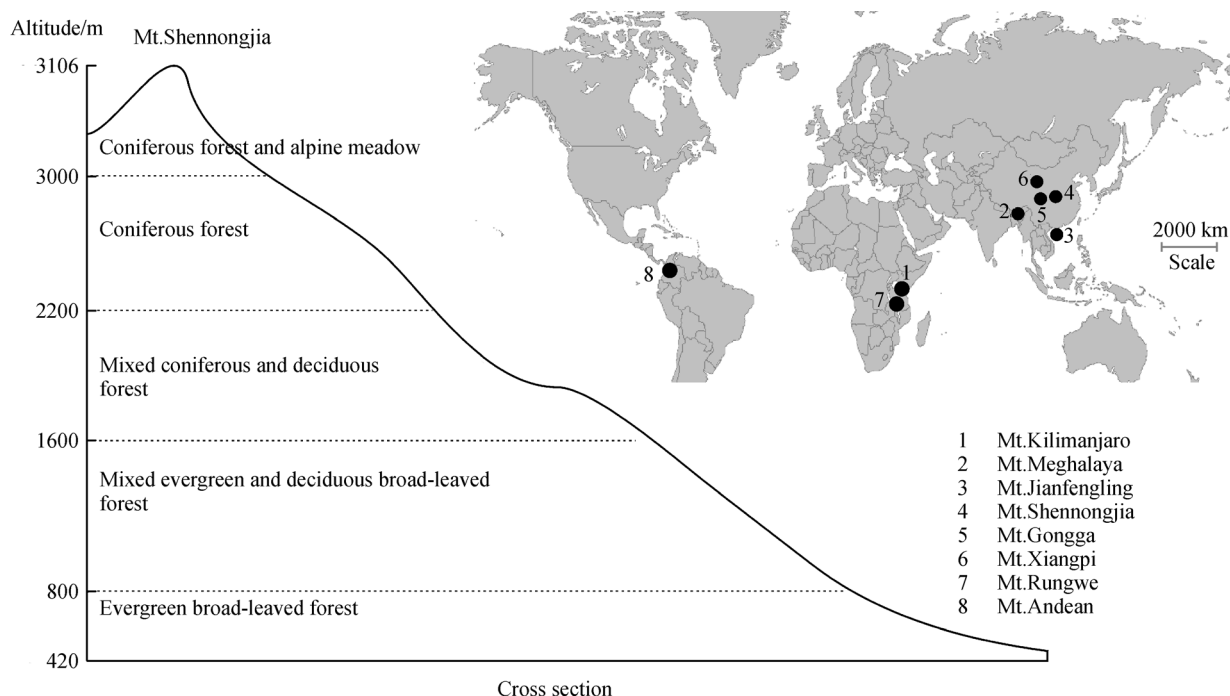 Altitude/m
Mt.Shennongjia
3106
Coniferous forest and alpine meadow
3000
Coniferous forest
2200
Mixed coniferous and deciduous
forest
1600
Mixed evergreen and deciduous broad-leaved
forest
800
Evergreen broad-leaved forest
420
Cross section
6
4
5
2
3
2000 km
Scale
8
1
7
1 Mt.Kilimanjaro
2 Mt.Meghalaya
3 Mt.Jianfengling
4 Mt.Shennongjia
5 Mt.Gongga
6 Mt.Xiangpi
7 Mt.Rungwe
8 Mt.Andean